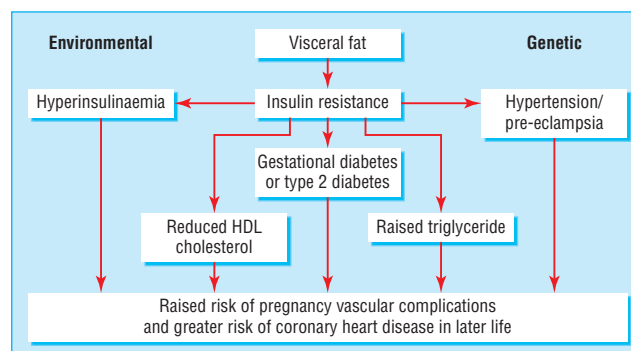 Environmental
Visceral fat
Genetic
Hyperinsulinaemia
Insulin resistance
Hypertension/
pre-eclampsia
Gestational diabetes
or type 2 diabetes
Reduced HDL
cholesterol
Raised triglyceride
Raised risk of pregnancy vascular complications
and greater risk of coronary heart disease in later life